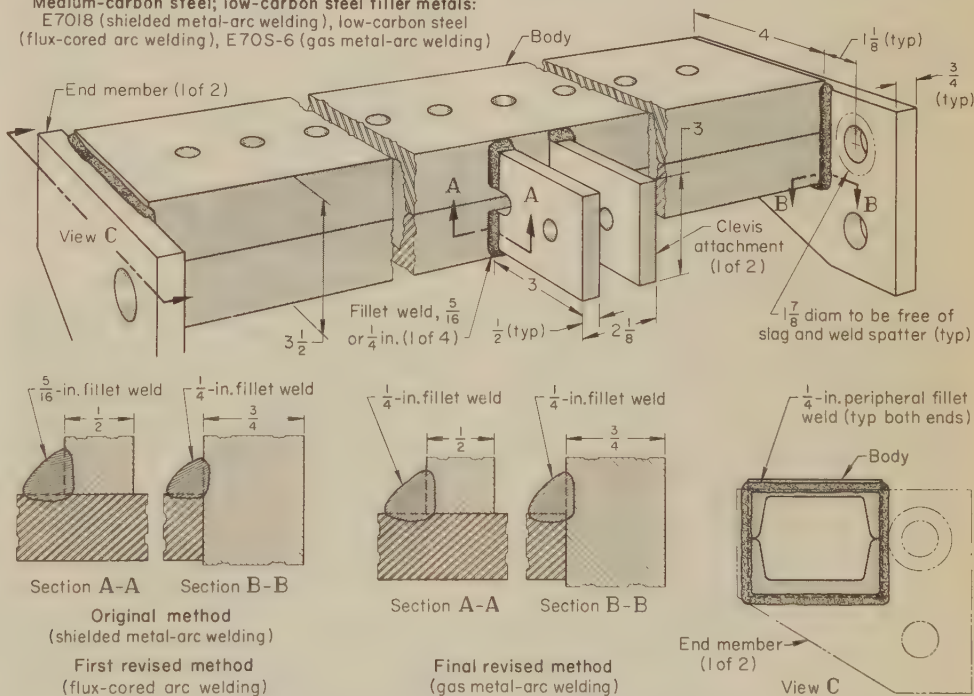 Medium-carbon steel; low-carbon steel filler metals:
E7018 (shielded metal-arc welding), low-carbon steel
(flux-cored arc welding), E70S-6 (gas metal-arc welding)
Body
4
1 1/8 (typ)
3/4
(typ)
End member (1 of 2)
3
A
A
B
B
View C
Clevis
attachment
(1 of 2)
3
Fillet weld, 5/16
or 1/4 in. (1 of 4)
1/2 (typ)
2 1/8
3 1/2
1 7/8 diam to be free of
slag and weld spatter (typ)
5/16-in. fillet weld
1/2
1/4-in. fillet weld
3/4
1/4-in. fillet weld
1/2
1/4-in. fillet weld
3/4
1/4-in. peripheral fillet
weld (typ both ends)
Body
Section A-A
Section B-B
Section A-A
Section B-B
Original method
(shielded metal-arc welding)
First revised method
(flux-cored arc welding)
Final revised method
(gas metal-arc welding)
End member
(1 of 2)
View C